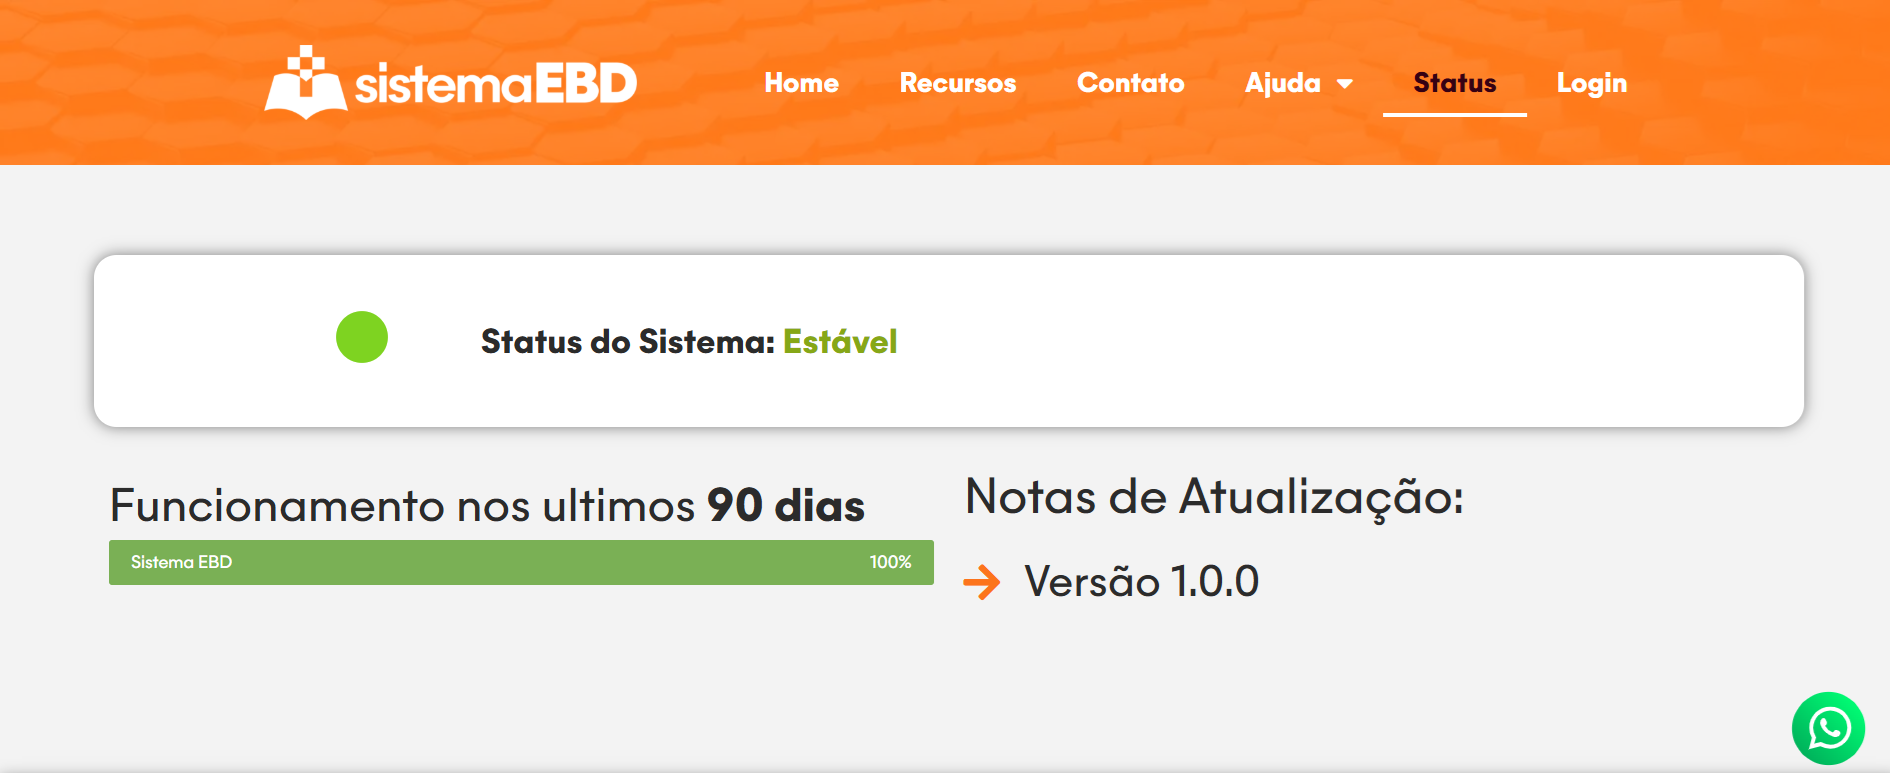 sistemaEBD
Home Recursos Contato Ajuda Status Login
Status do Sistema: Estável
Funcionamento nos ultimos 90 dias
Sistema EBD 100%
Notas de Atualização:
Versão 1.0.0